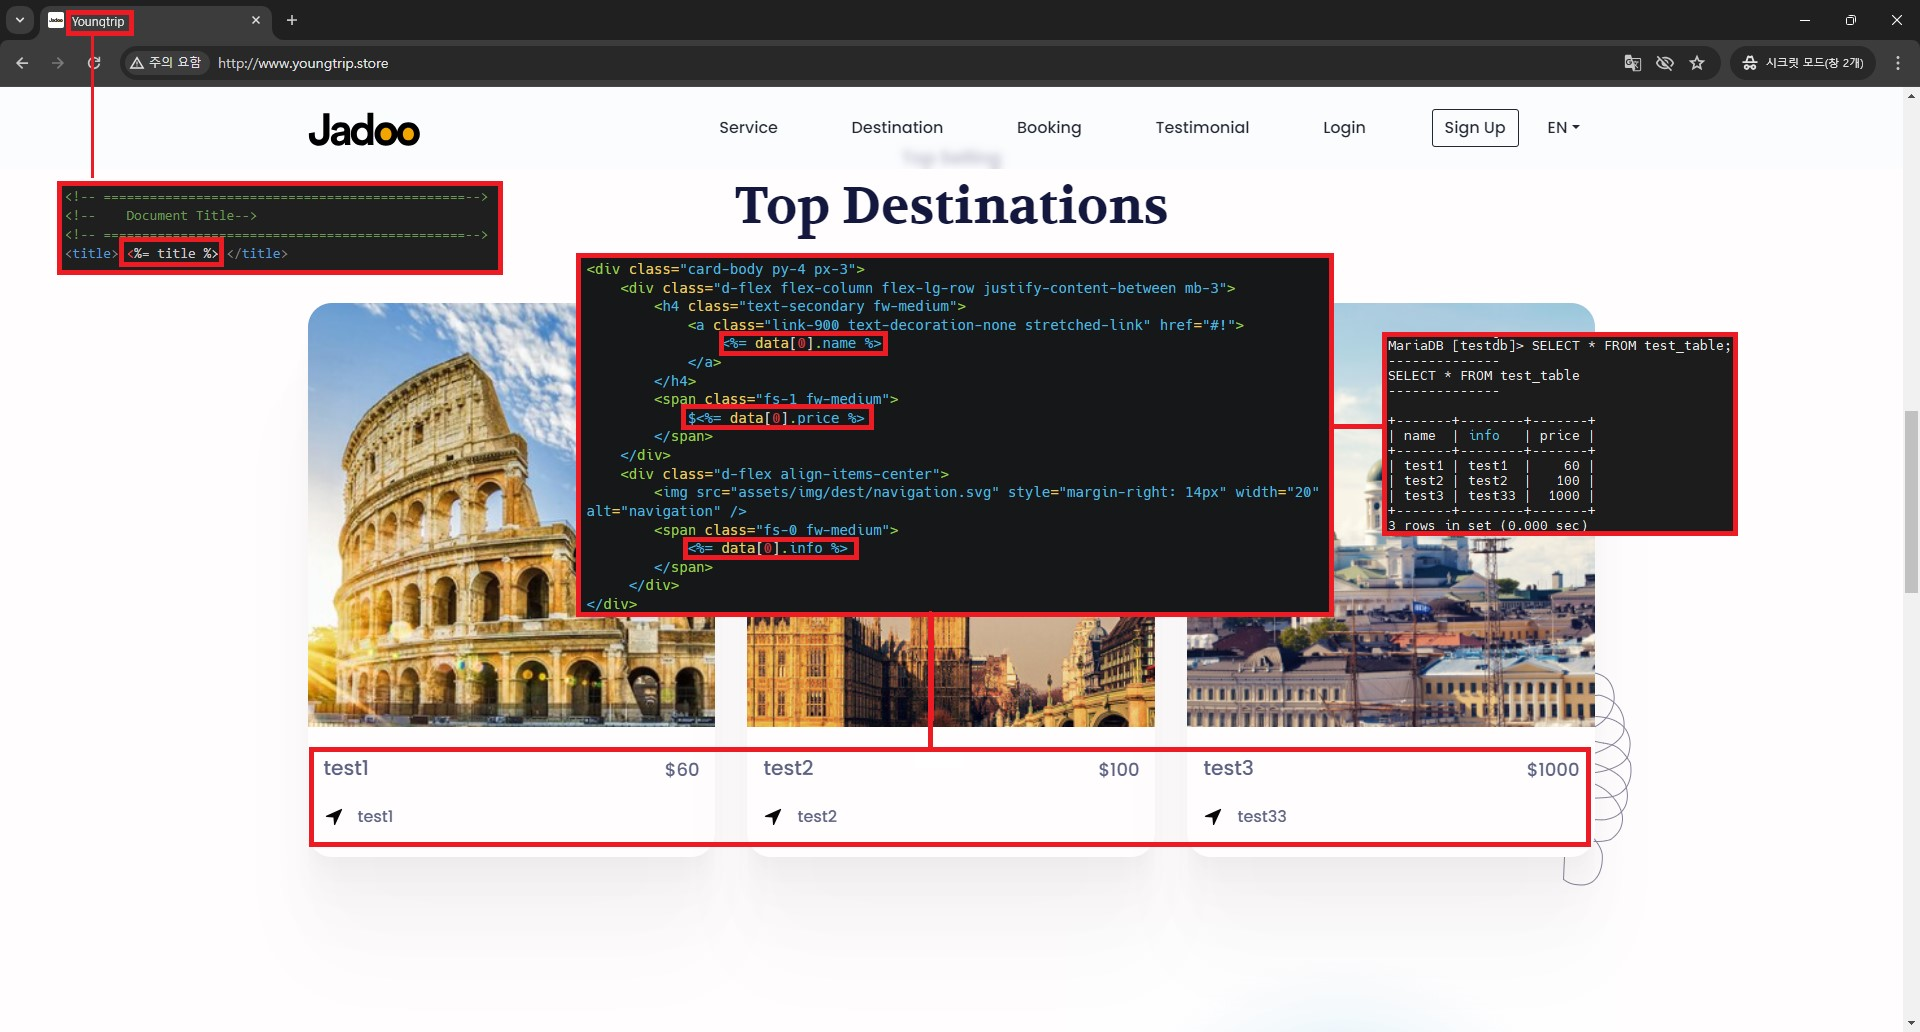 Jadoo
Youngtrip
주의 요함
http://www.youngtrip.store
시크릿 모드(창 2개)
Jadoo
Service
Destination
Booking
Testimonial
Login
Sign Up
EN
Top Selling
Top Destinations
<!-- ================================================-->
<!--    Document Title-->
<!-- ================================================-->
<title> <%= title %> </title>
<div class="card-body py-4 px-3">
<div class="d-flex flex-column flex-lg-row justify-content-between mb-3">
<h4 class="text-secondary fw-medium">
<a class="link-900 text-decoration-none stretched-link" href="#!">
<%= data[0].name %>
</a>
</h4>
<span class="fs-1 fw-medium">
$<%= data[0].price %>
</span>
</div>
<div class="d-flex align-items-center">
<img src="assets/img/dest/navigation.svg" style="margin-right: 14px" width="20"
alt="navigation" />
<span class="fs-0 fw-medium">
<%= data[0].info %>
</span>
</div>
</div>
MariaDB [testdb]> SELECT * FROM test_table;
--------------
SELECT * FROM test_table
--------------
+-------+--------+-------+
| name  | info   | price |
+-------+--------+-------+
| test1 | test1  |    60 |
| test2 | test2  |   100 |
| test3 | test33 |  1000 |
+-------+--------+-------+
3 rows in set (0.000 sec)
test1 $60
test1
test2 $100
test2
test3 $1000
test33